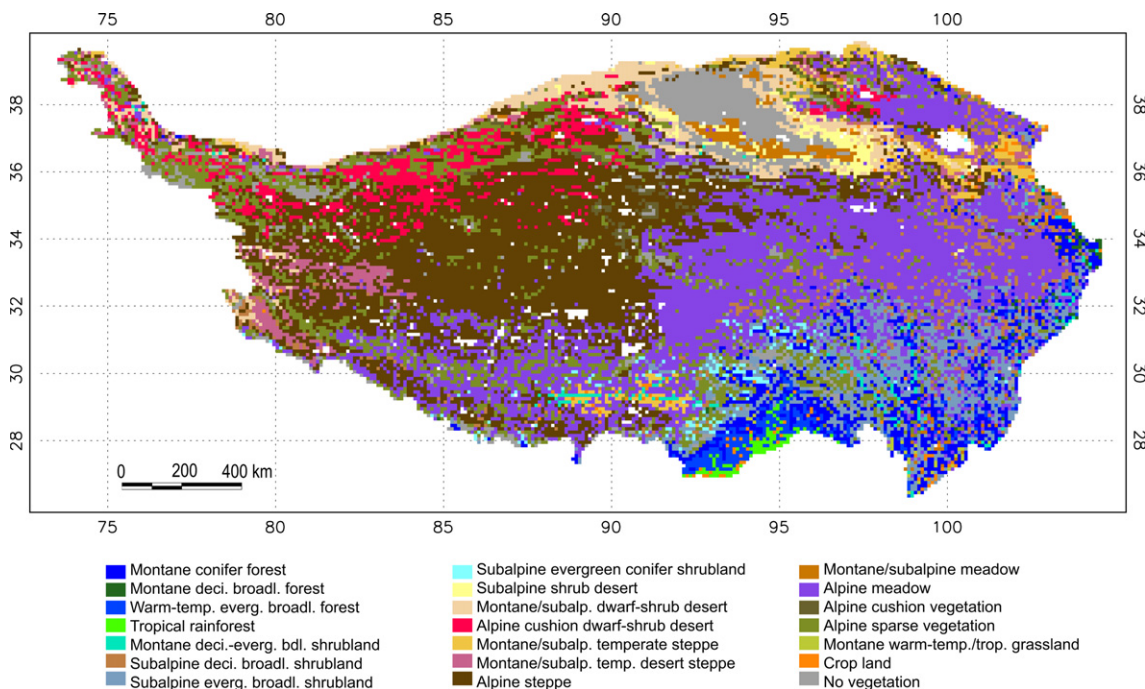 75 80 85 90 95 100
38 38
36 36
34 34
32 32
30 30
28 28
0 200 400 km
75 80 85 90 95 100
Montane conifer forest
Montane deci. broadl. forest
Warm-temp. everg. broadl. forest
Tropical rainforest
Montane deci.-everg. bdl. shrubland
Subalpine deci. broadl. shrubland
Subalpine everg. broadl. shrubland
Subalpine evergreen conifer shrubland
Subalpine shrub desert
Montane/subalp. dwarf-shrub desert
Alpine cushion dwarf-shrub desert
Montane/subalp. temperate steppe
Montane/subalp. temp. desert steppe
Alpine steppe
Montane/subalpine meadow
Alpine meadow
Alpine cushion vegetation
Alpine sparse vegetation
Montane warm-temp./trop. grassland
Crop land
No vegetation